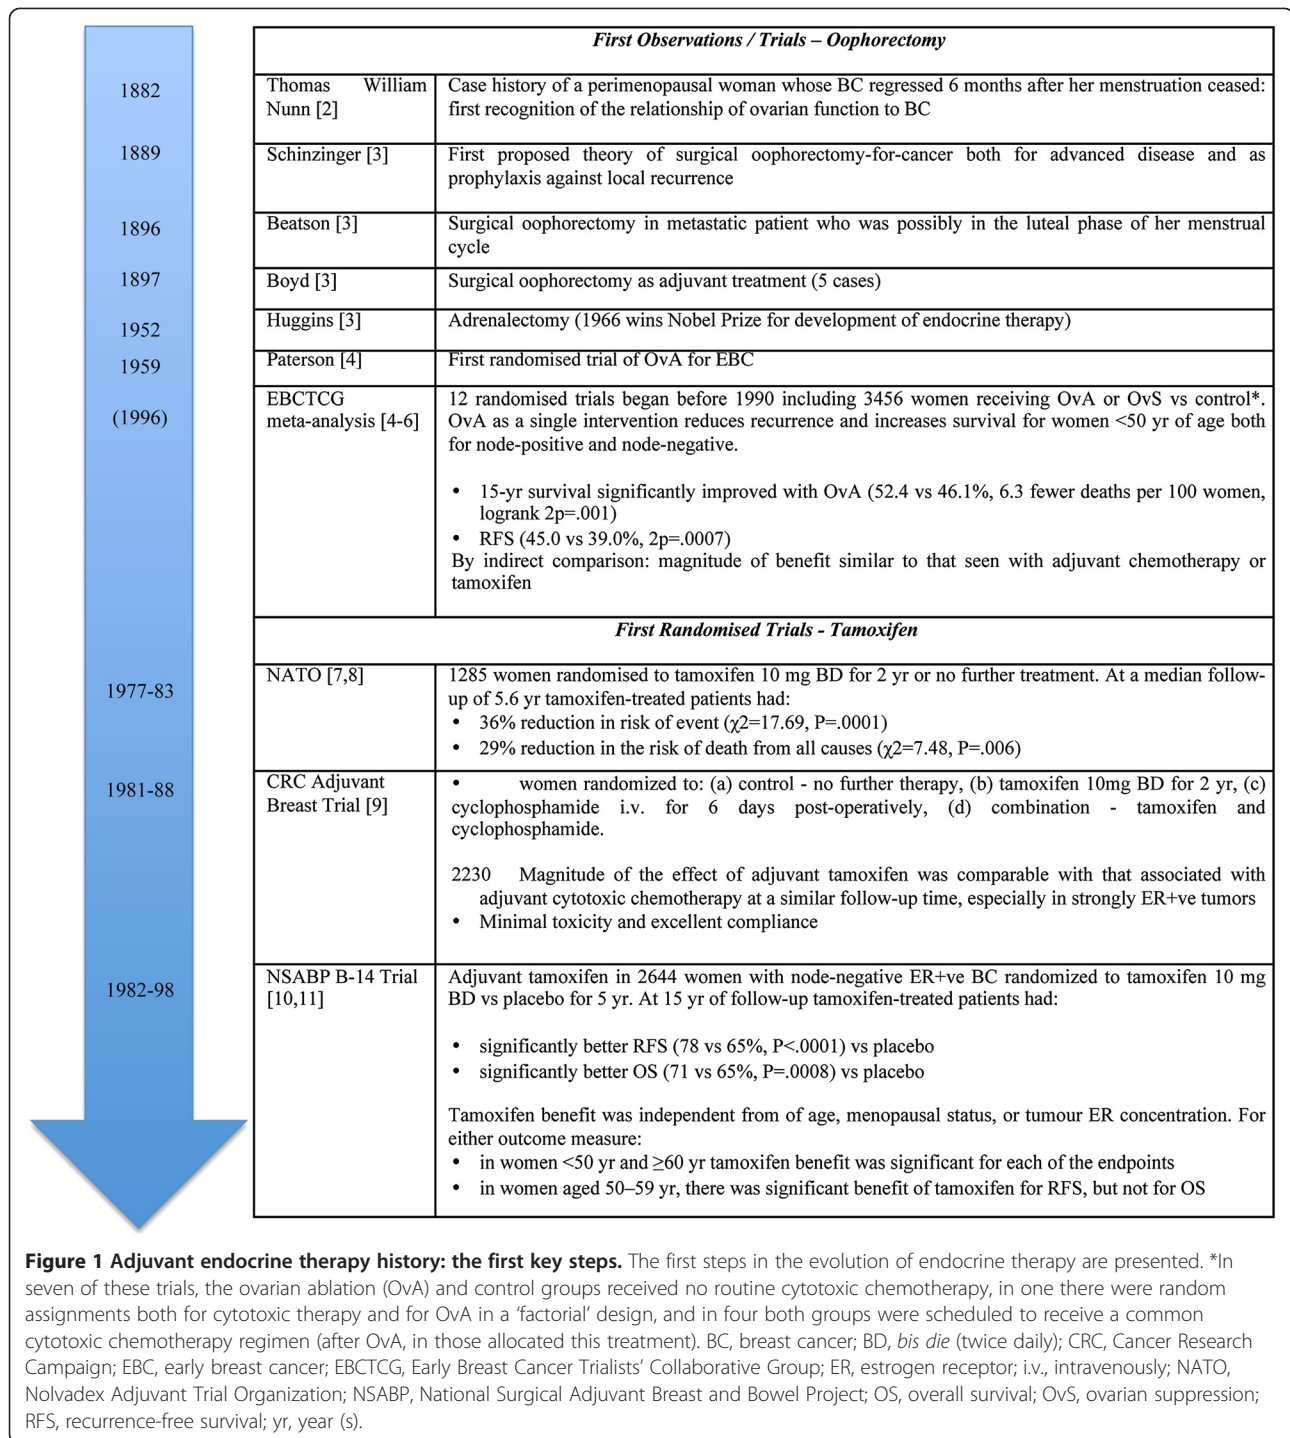 First Observations / Trials – Oophorectomy
1882
Thomas William
Nunn [2]
Case history of a perimenopausal woman whose BC regressed 6 months after her menstruation ceased:
first recognition of the relationship of ovarian function to BC
1889
Schinzinger [3]
First proposed theory of surgical oophorectomy-for-cancer both for advanced disease and as
prophylaxis against local recurrence
1896
Beatson [3]
Surgical oophorectomy in metastatic patient who was possibly in the luteal phase of her menstrual
cycle
1897
Boyd [3]
Surgical oophorectomy as adjuvant treatment (5 cases)
1952
Huggins [3]
Adrenalectomy (1966 wins Nobel Prize for development of endocrine therapy)
1959
Paterson [4]
First randomised trial of OvA for EBC
(1996)
EBCTCG
meta-analysis [4-6]
12 randomised trials began before 1990 including 3456 women receiving OvA or OvS vs control*.
OvA as a single intervention reduces recurrence and increases survival for women <50 yr of age both
for node-positive and node-negative.
• 15-yr survival significantly improved with OvA (52.4 vs 46.1%, 6.3 fewer deaths per 100 women,
logrank 2p=.001)
• RFS (45.0 vs 39.0%, 2p=.0007)
By indirect comparison: magnitude of benefit similar to that seen with adjuvant chemotherapy or
tamoxifen
First Randomised Trials - Tamoxifen
1977-83
NATO [7,8]
1285 women randomised to tamoxifen 10 mg BD for 2 yr or no further treatment. At a median follow-
up of 5.6 yr tamoxifen-treated patients had:
• 36% reduction in risk of event (χ2=17.69, P=.0001)
• 29% reduction in the risk of death from all causes (χ2=7.48, P=.006)
1981-88
CRC Adjuvant
Breast Trial [9]
• women randomized to: (a) control - no further therapy, (b) tamoxifen 10mg BD for 2 yr, (c)
cyclophosphamide i.v. for 6 days post-operatively, (d) combination - tamoxifen and
cyclophosphamide.
2230 Magnitude of the effect of adjuvant tamoxifen was comparable with that associated with
adjuvant cytotoxic chemotherapy at a similar follow-up time, especially in strongly ER+ve tumors
• Minimal toxicity and excellent compliance
1982-98
NSABP B-14 Trial
[10,11]
Adjuvant tamoxifen in 2644 women with node-negative ER+ve BC randomized to tamoxifen 10 mg
BD vs placebo for 5 yr. At 15 yr of follow-up tamoxifen-treated patients had:
• significantly better RFS (78 vs 65%, P<.0001) vs placebo
• significantly better OS (71 vs 65%, P=.0008) vs placebo
Tamoxifen benefit was independent from of age, menopausal status, or tumour ER concentration. For
either outcome measure:
• in women <50 yr and ≥60 yr tamoxifen benefit was significant for each of the endpoints
• in women aged 50–59 yr, there was significant benefit of tamoxifen for RFS, but not for OS
Figure 1 Adjuvant endocrine therapy history: the first key steps. The first steps in the evolution of endocrine therapy are presented. *In
seven of these trials, the ovarian ablation (OvA) and control groups received no routine cytotoxic chemotherapy, in one there were random
assignments both for cytotoxic therapy and for OvA in a ‘factorial’ design, and in four both groups were scheduled to receive a common
cytotoxic chemotherapy regimen (after OvA, in those allocated this treatment). BC, breast cancer; BD, bis die (twice daily); CRC, Cancer Research
Campaign; EBC, early breast cancer; EBCTCG, Early Breast Cancer Trialists’ Collaborative Group; ER, estrogen receptor; i.v., intravenously; NATO,
Nolvadex Adjuvant Trial Organization; NSABP, National Surgical Adjuvant Breast and Bowel Project; OS, overall survival; OvS, ovarian suppression;
RFS, recurrence-free survival; yr, year (s).